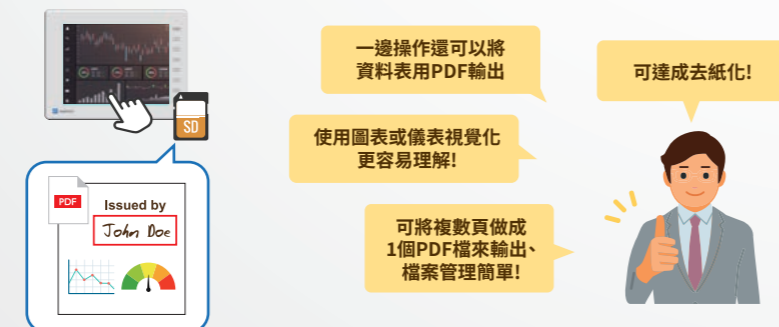 一邊操作還可以將
資料表用PDF輸出
可達成去紙化!
使用圖表或儀表視覺化
更容易理解!
SD
PDF
Issued by
John Doe
可將複數頁做成
1個PDF檔來輸出、
檔案管理簡單!